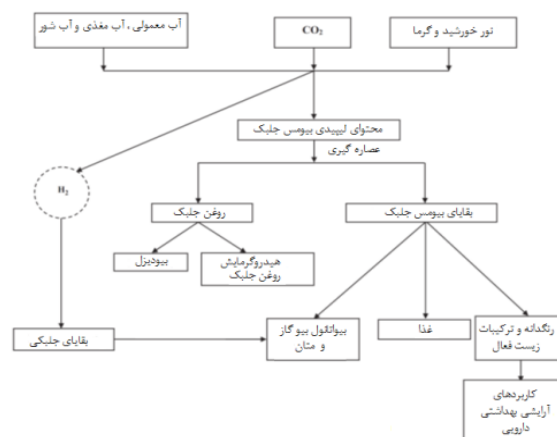 آب معمولی ، آب مغذی و آب شور
CO₂
نور خورشید و گرما
محتوای لیپیدی بیومس جلبک
عصاره گیری
H₂
روغن جلبک
بقایای بیومس جلبک
بیودیزل
هیدروگرمایش
روغن جلبک
بقایای جلبکی
بیواتانول بیو گاز
و متان
غذا
رنگدانه و ترکیبات
زیست فعال
کاربردهای
آرایشی بهداشتی
دارویی